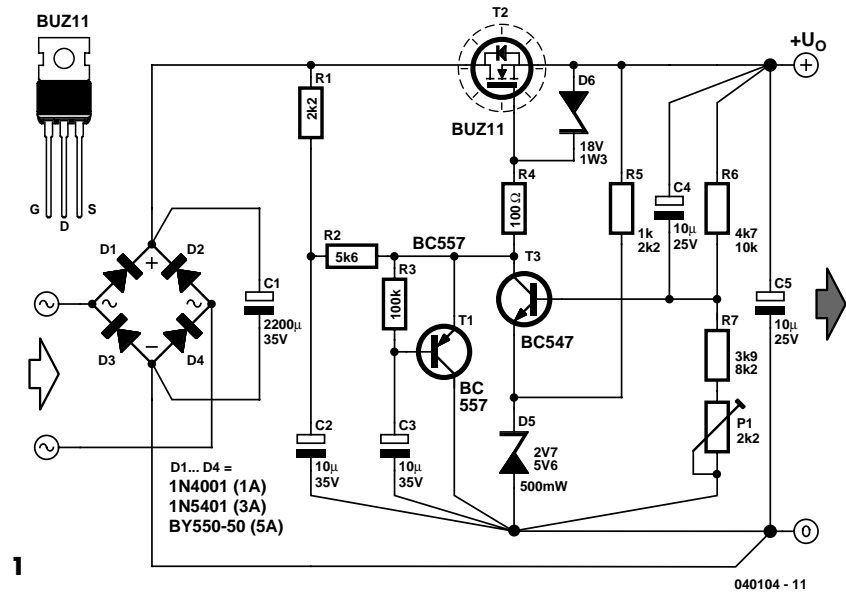 BUZ11
G D S
T2
BUZ11
+U_O
+
R1
2k2
D6
18V
1W3
R4
100 Ω
R5
1k
2k2
C4
10µ
25V
R6
4k7
10k
D1
D2
D3
D4
+
–
~
~
~
~
C1
2200µ
35V
R2
5k6
R3
100k
BC557
T1
BC
557
T3
BC547
C5
10µ
25V
R7
3k9
8k2
P1
2k2
C2
10µ
35V
C3
10µ
35V
D5
2V7
5V6
500mW
0
D1... D4 =
1N4001 (1A)
1N5401 (3A)
BY550-50 (5A)
1
040104 - 11